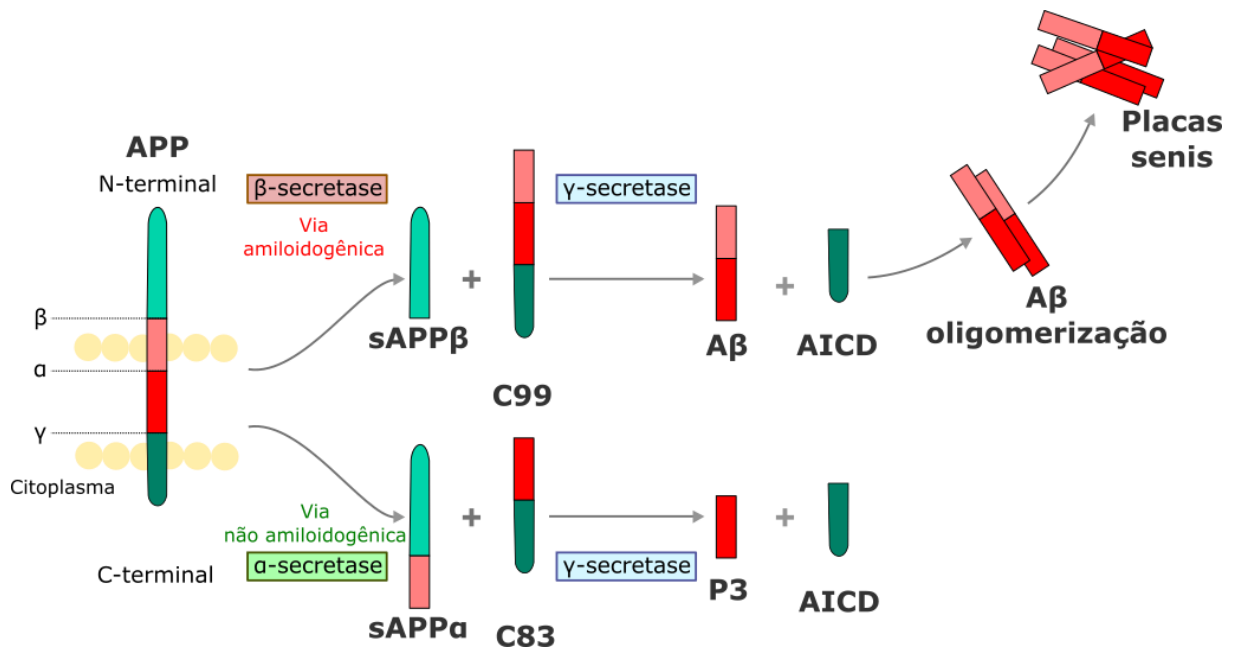 APP
N-terminal
β
α
γ
Citoplasma
C-terminal
β-secretase
Via
amiloidogênica
sAPPβ
+
C99
γ-secretase
Aβ
+
AICD
Aβ
oligomerização
Placas
senis
Via
não amiloidogênica
α-secretase
sAPPα
+
C83
γ-secretase
P3
+
AICD